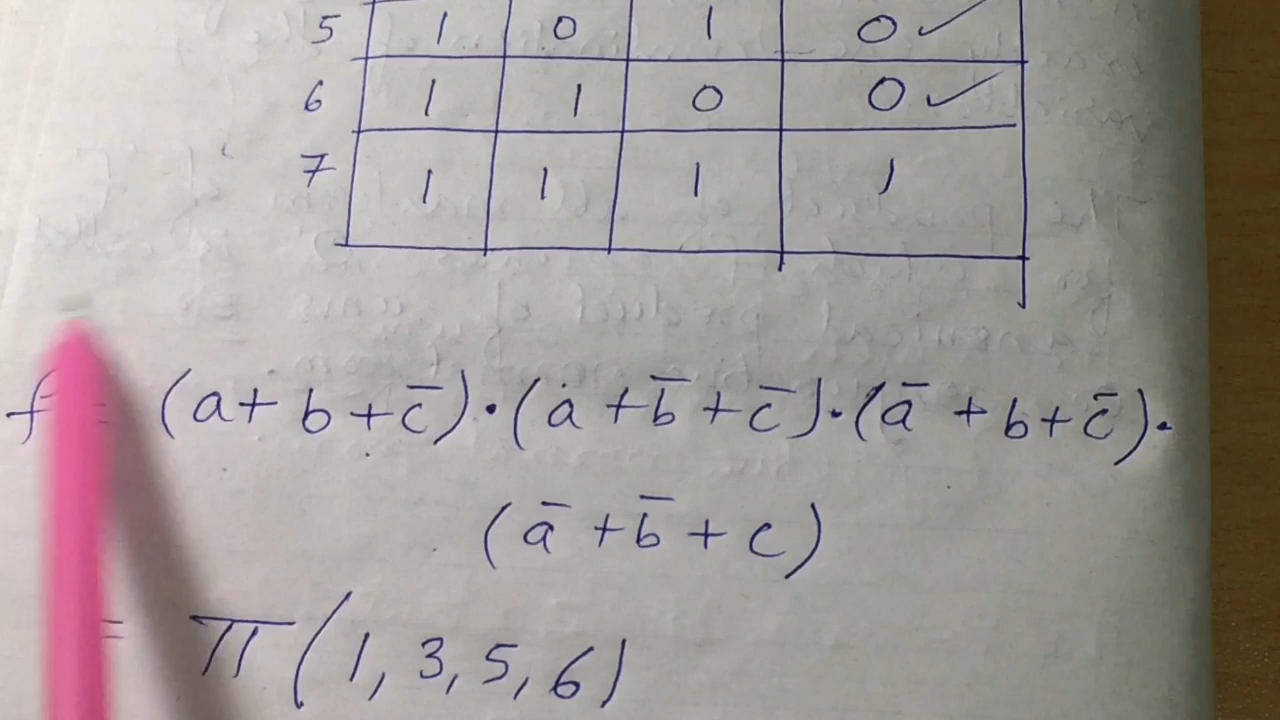 5 1 0 1 0 ✓
6 1 1 0 0 ✓
7 1 1 1 1
f = (a + b + c̄) · (a + b̄ + c̄) · (ā + b + c̄) ·
(ā + b̄ + c)
= π(1, 3, 5, 6)